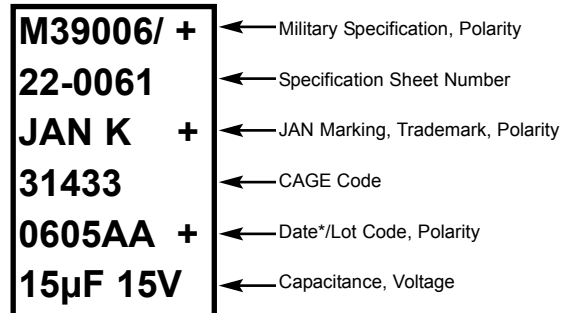 M39006/ + Military Specification, Polarity
22-0061 Specification Sheet Number
JAN K + JAN Marking, Trademark, Polarity
31433 CAGE Code
0605AA + Date*/Lot Code, Polarity
15µF 15V Capacitance, Voltage